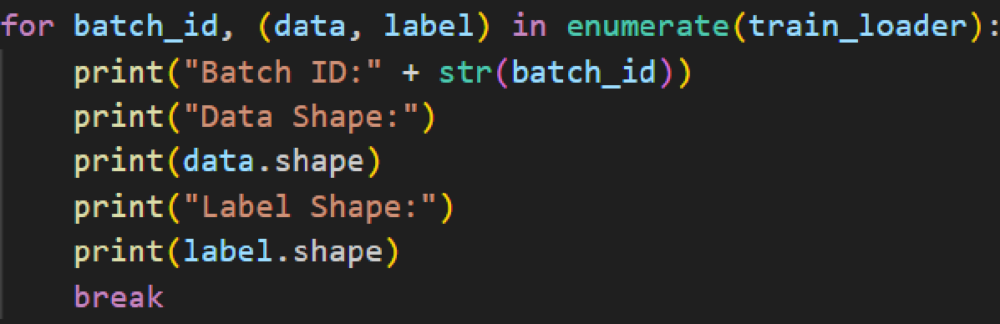 for batch_id, (data, label) in enumerate(train_loader):
    print("Batch ID:" + str(batch_id))
    print("Data Shape:")
    print(data.shape)
    print("Label Shape:")
    print(label.shape)
    break